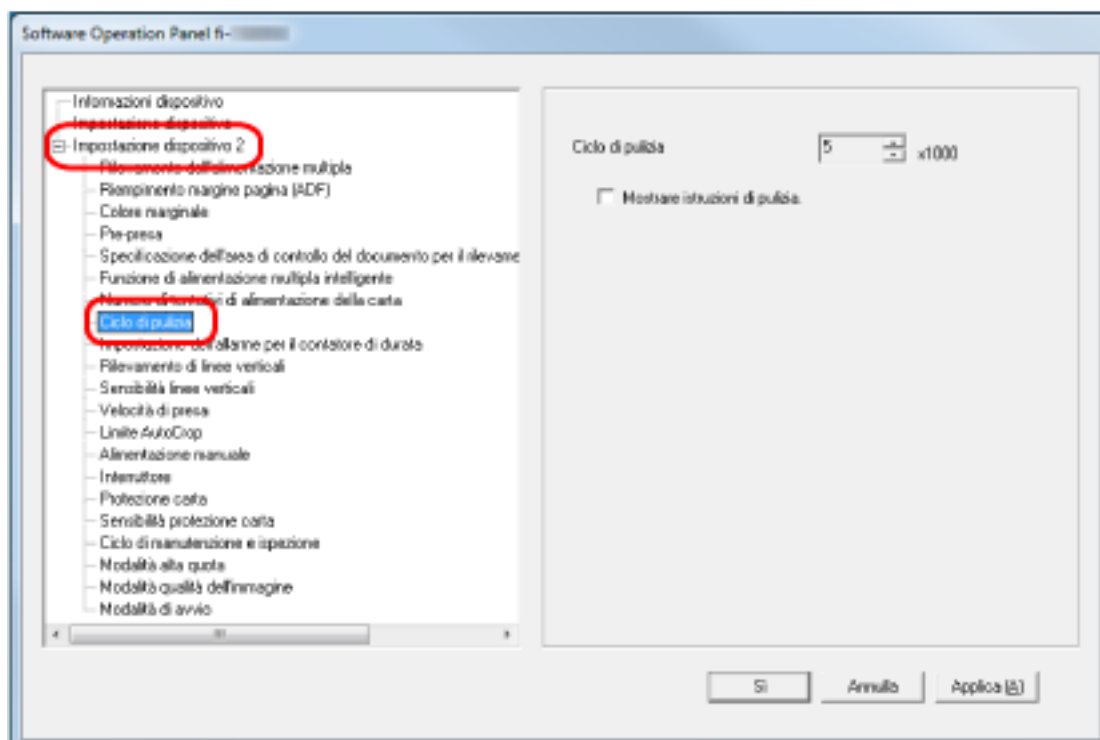 Software Operation Panel fi-
Informazioni dispositivo
Impostazione dispositivo
Impostazione dispositivo 2
Rilevamento dell'alimentazione multipla
Riempimento margine pagina (ADF)
Colore marginale
Pre-presa
Specificazione dell'area di controllo del documento per il rilevame
Funzione di alimentazione multipla intelligente
Numero di tentativi di alimentazione della carta
Ciclo di pulizia
Impostazione dell'allarme per il contatore di durata
Rilevamento di linee verticali
Sensibilità linee verticali
Velocità di presa
Limite AutoCrop
Alimentazione manuale
Interruttore
Protezione carta
Sensibilità protezione carta
Ciclo di manutenzione e ispezione
Modalità alta quota
Modalità qualità dell'immagine
Modalità di avvio
Ciclo di pulizia 5 x1000
Mostrare istruzioni di pulizia.
Sì Annulla Applica (A)